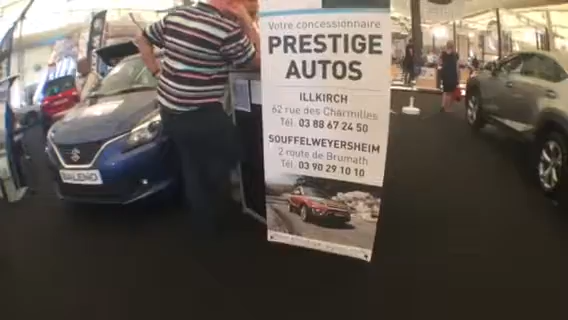 Votre concessionnaire
PRESTIGE
AUTOS
ILLKIRCH
62 rue des Charmilles
Tél. 03 88 67 24 50
SOUFFELWEYERSHEIM
2 route de Brumath
Tél. 03 90 29 10 10
BALENO